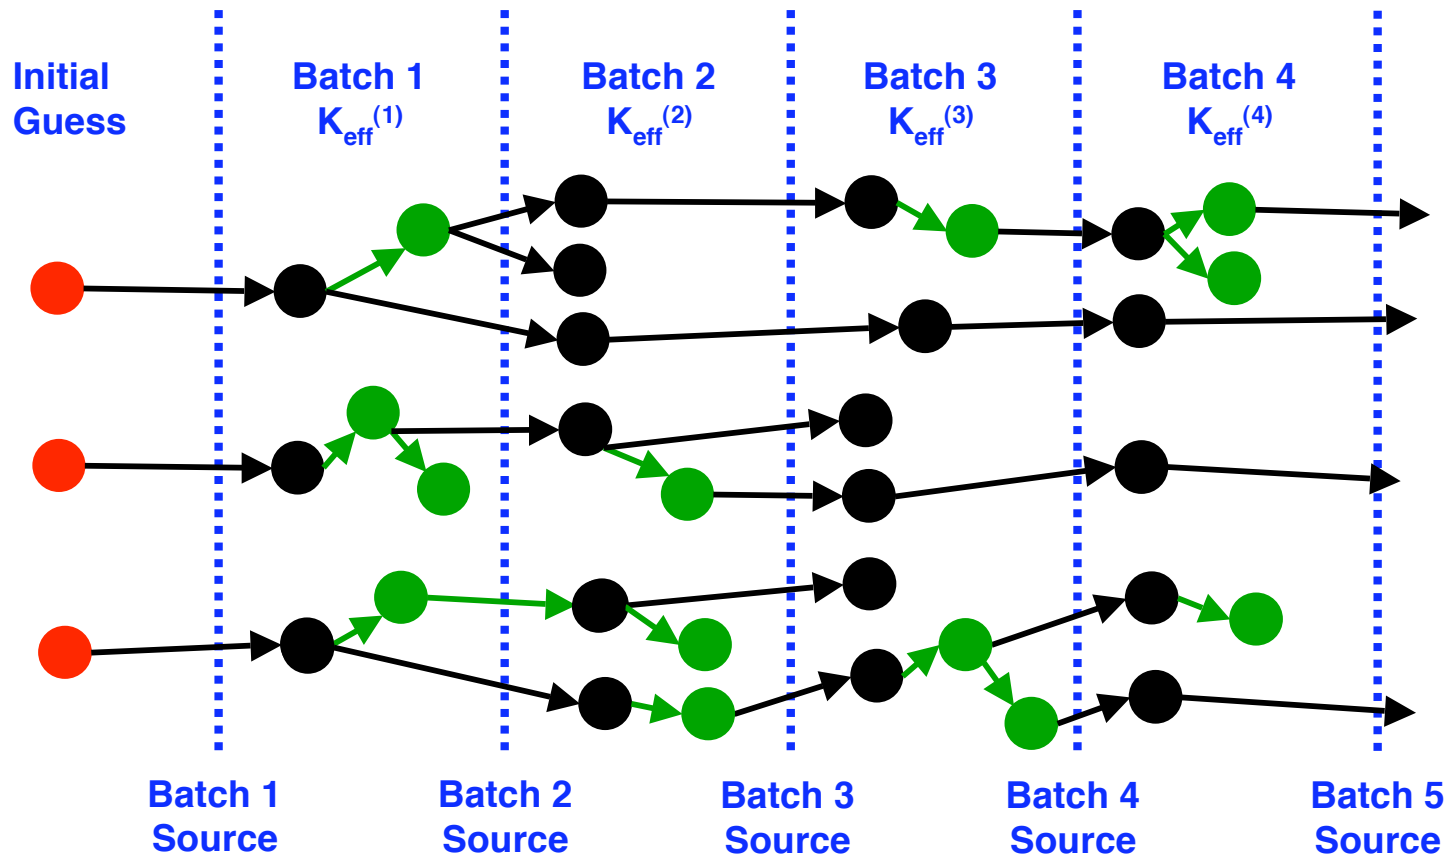 Initial
Guess
Batch 1
Keff(1)
Batch 2
Keff(2)
Batch 3
Keff(3)
Batch 4
Keff(4)
Batch 1
Source
Batch 2
Source
Batch 3
Source
Batch 4
Source
Batch 5
Source